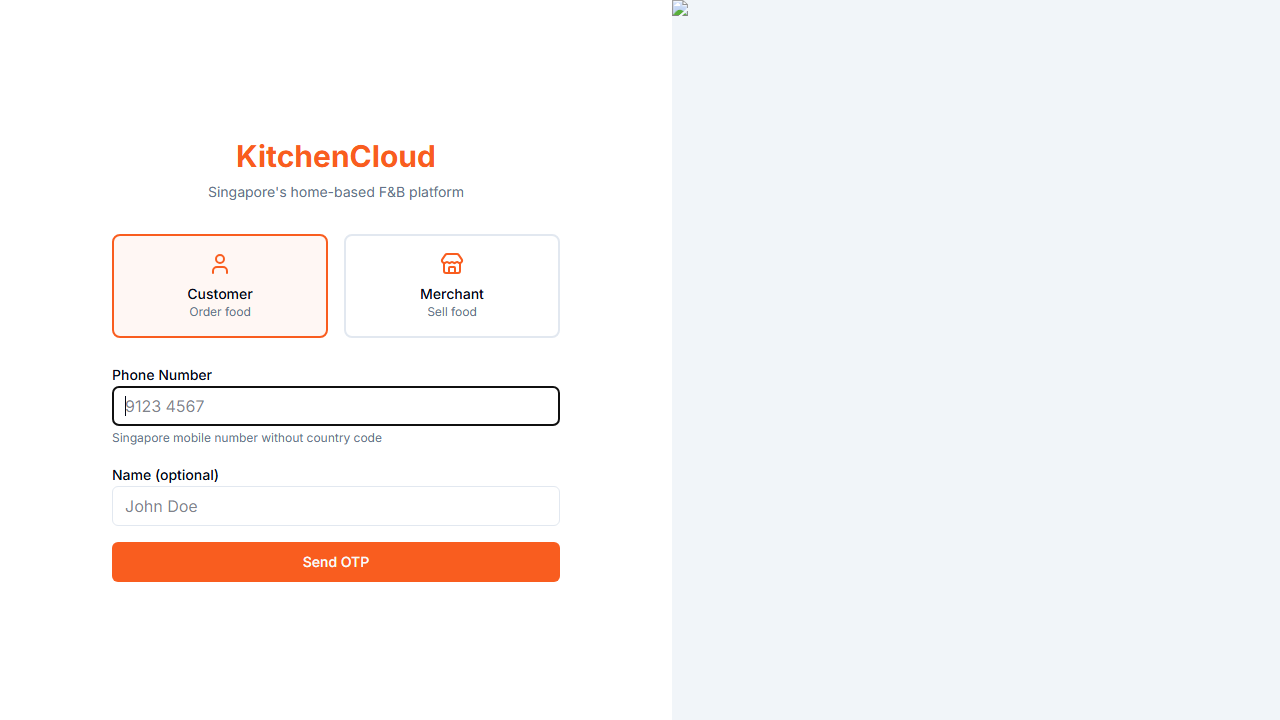 KitchenCloud
Singapore's home-based F&B platform
Customer
Order food
Merchant
Sell food
Phone Number
9123 4567
Singapore mobile number without country code
Name (optional)
John Doe
Send OTP